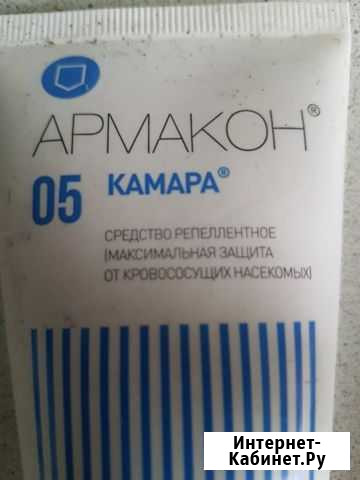 АРМАКОН®
05 КАМАРА®
СРЕДСТВО РЕПЕЛЛЕНТНОЕ
(МАКСИМАЛЬНАЯ ЗАЩИТА
ОТ КРОВОСОСУЩИХ НАСЕКОМЫХ)
Интернет-
Кабинет.Ру